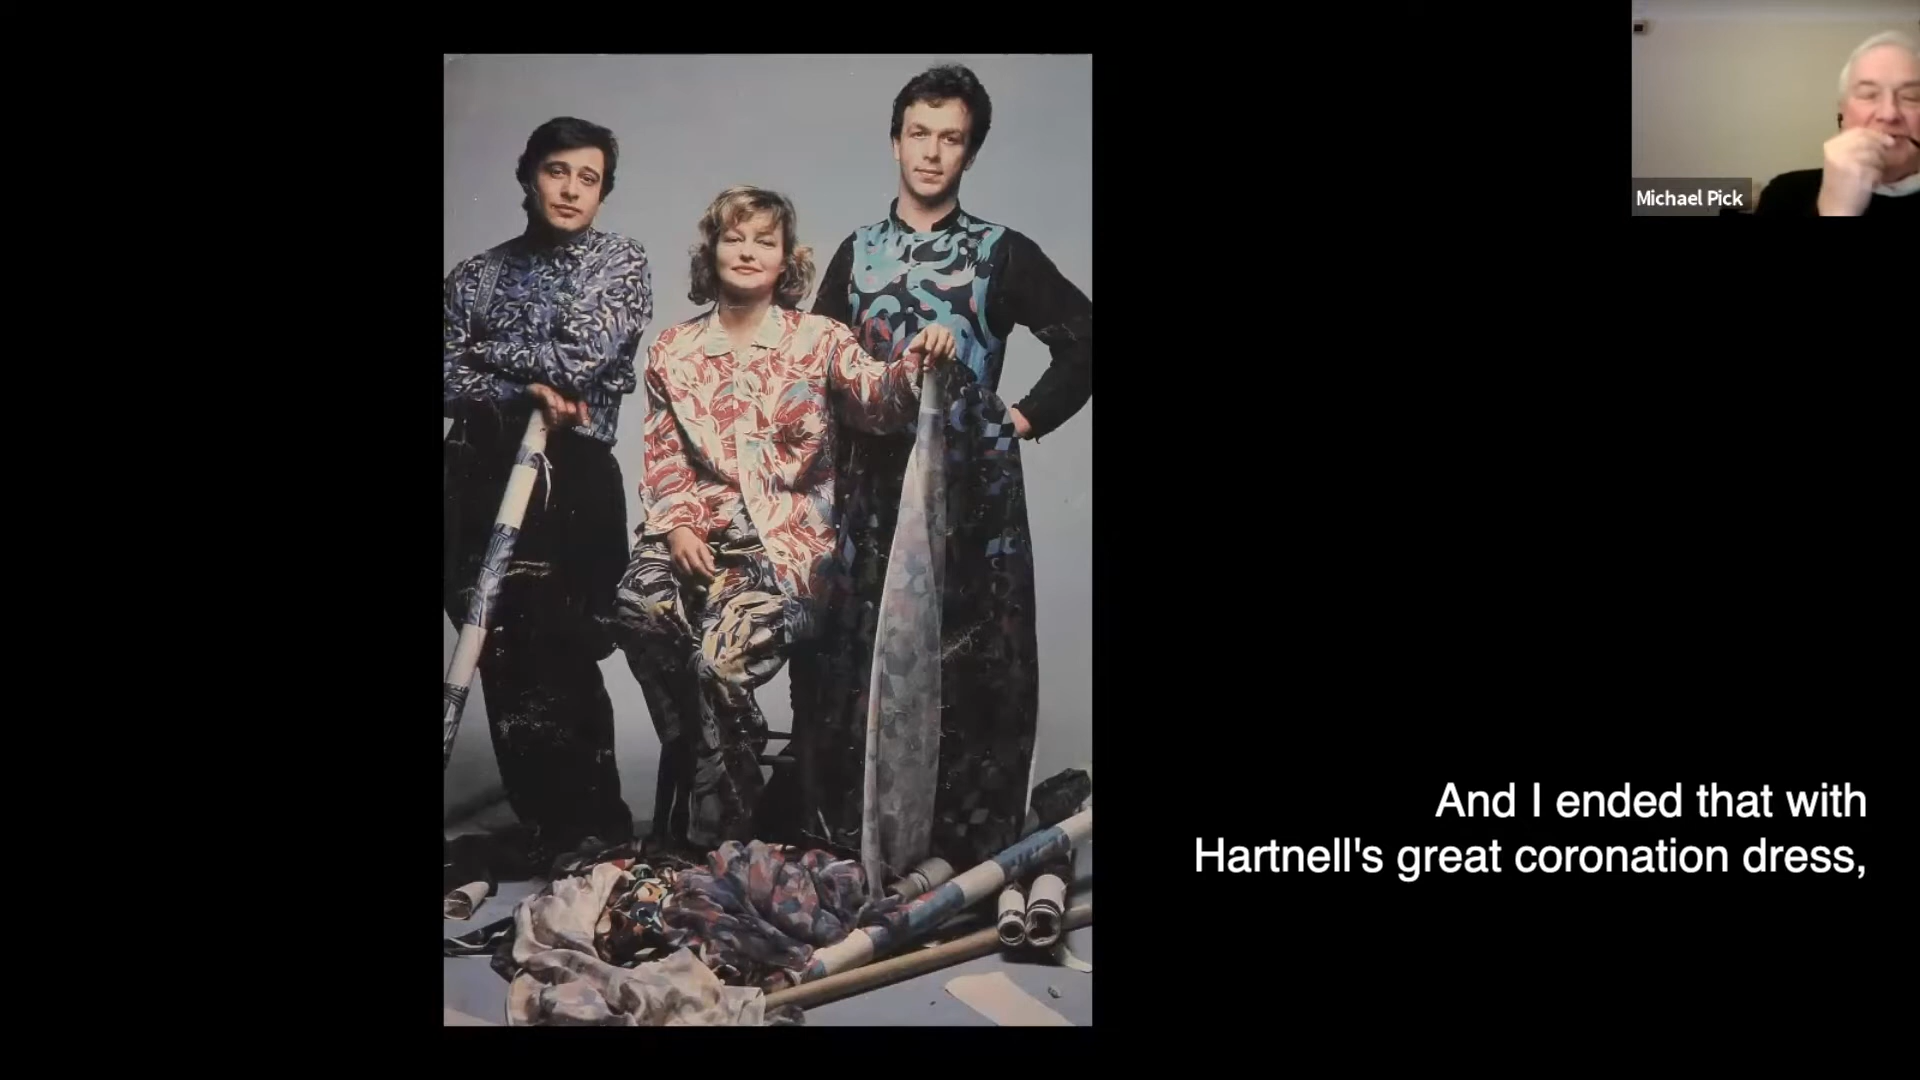 Michael Pick
And I ended that with
Hartnell's great coronation dress,